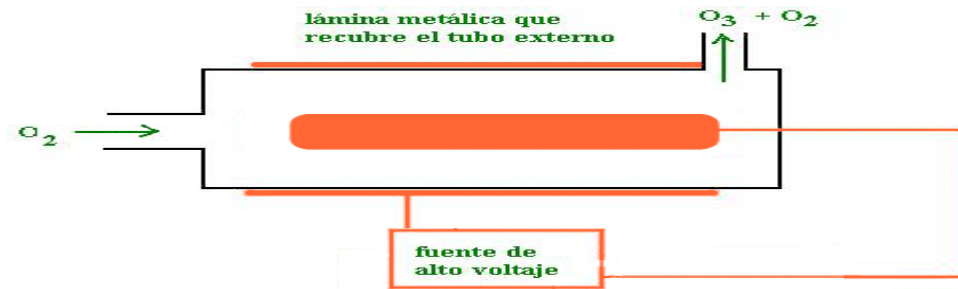 lámina metálica que
recubre el tubo externo
O3 + O2
O2
fuente de
alto voltaje